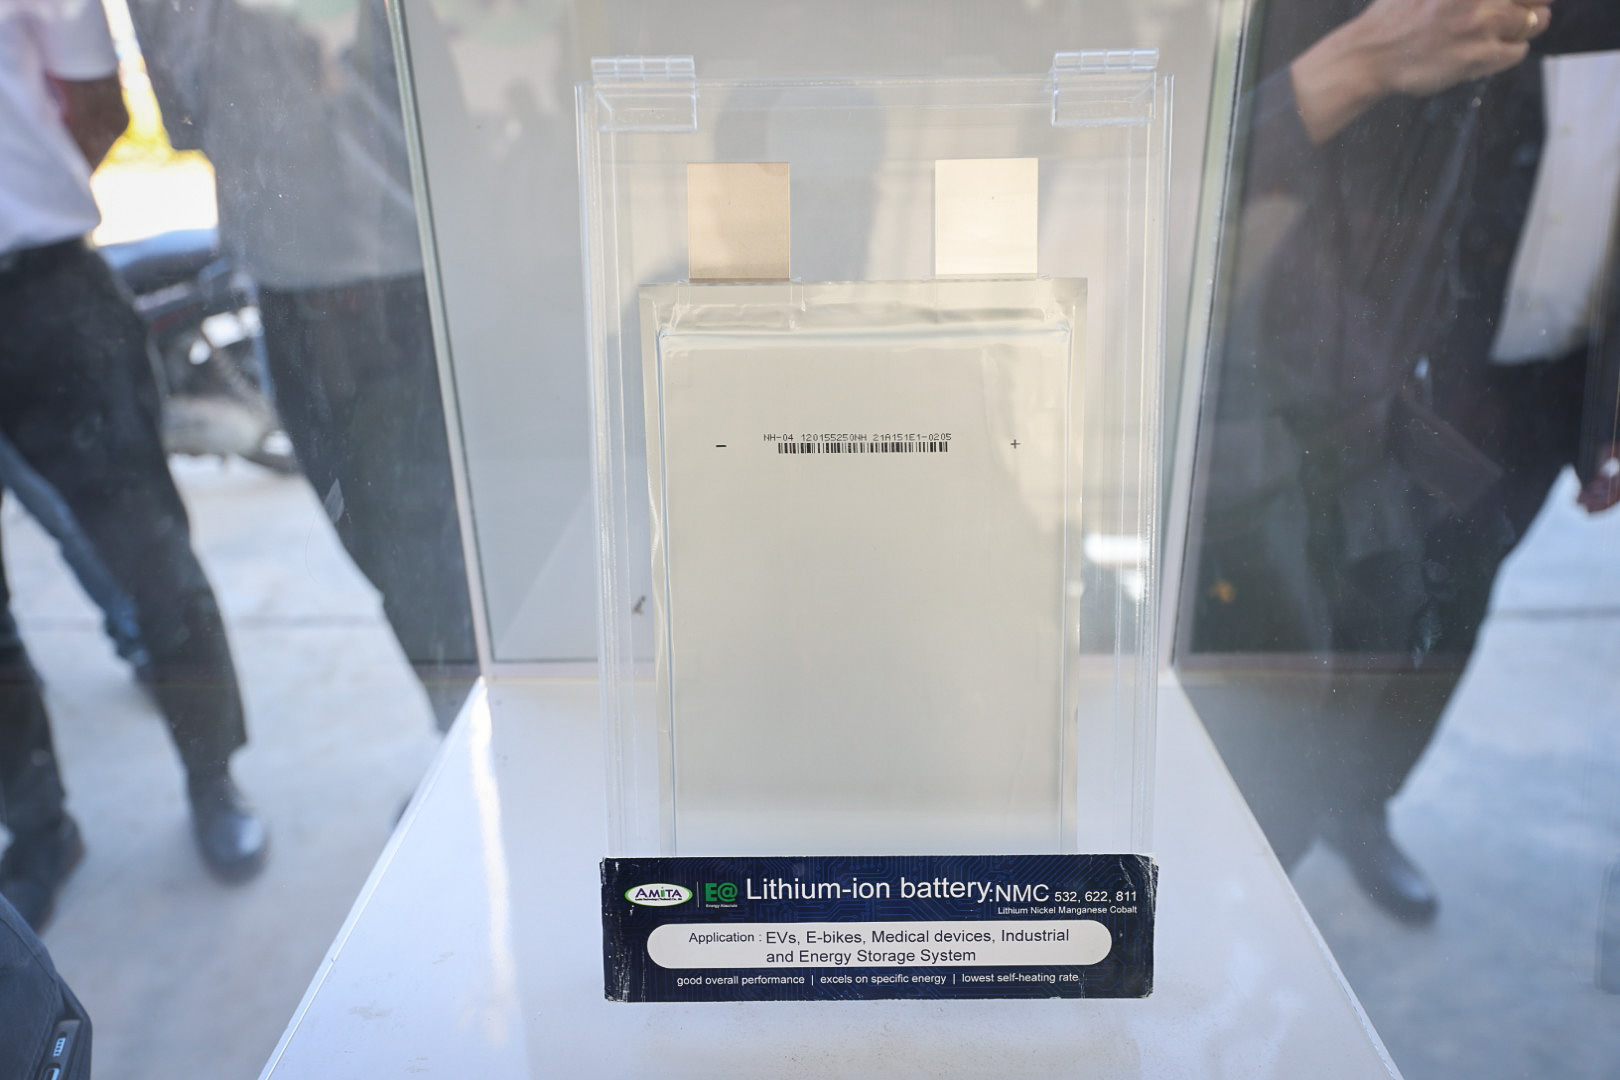 NH-04 120155250NH 21A151E1-0205
- +
AMiTA
E@
Energy Absolute
Lithium-ion battery:NMC 532, 622, 811
Lithium Nickel Manganese Cobalt
Application : EVs, E-bikes, Medical devices, Industrial
and Energy Storage System
good overall performance | excels on specific energy | lowest self-heating rate